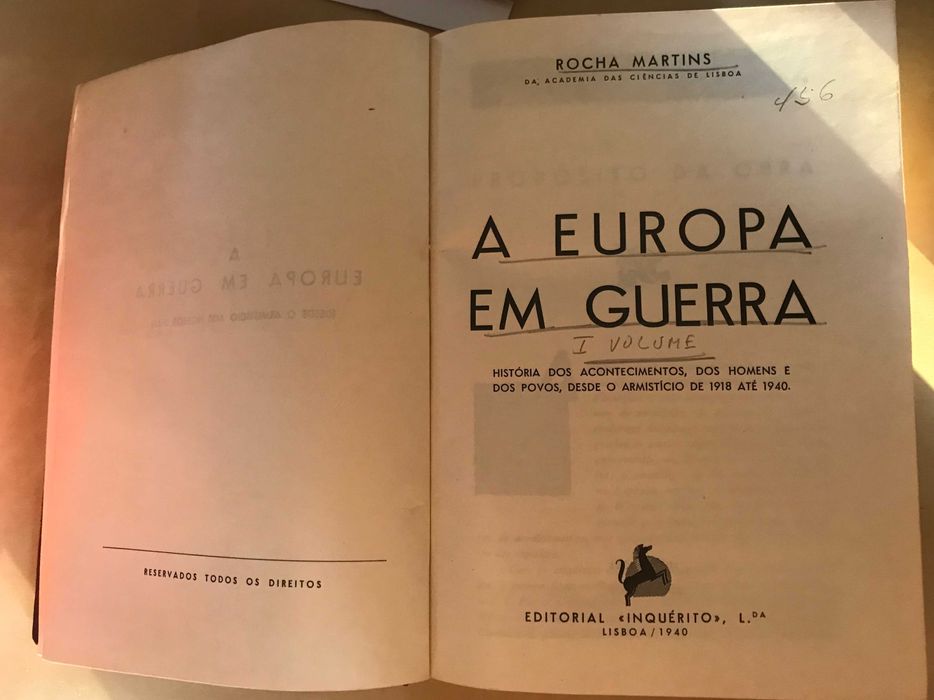 RESERVADOS TODOS OS DIREITOS
ROCHA MARTINS
DA ACADEMIA DAS CIÊNCIAS DE LISBOA
456
A EUROPA
EM GUERRA
I VOLUME
HISTÓRIA DOS ACONTECIMENTOS, DOS HOMENS E
DOS POVOS, DESDE O ARMISTÍCIO DE 1918 ATÉ 1940.
EDITORIAL «INQUÉRITO», L.DA
LISBOA / 1940